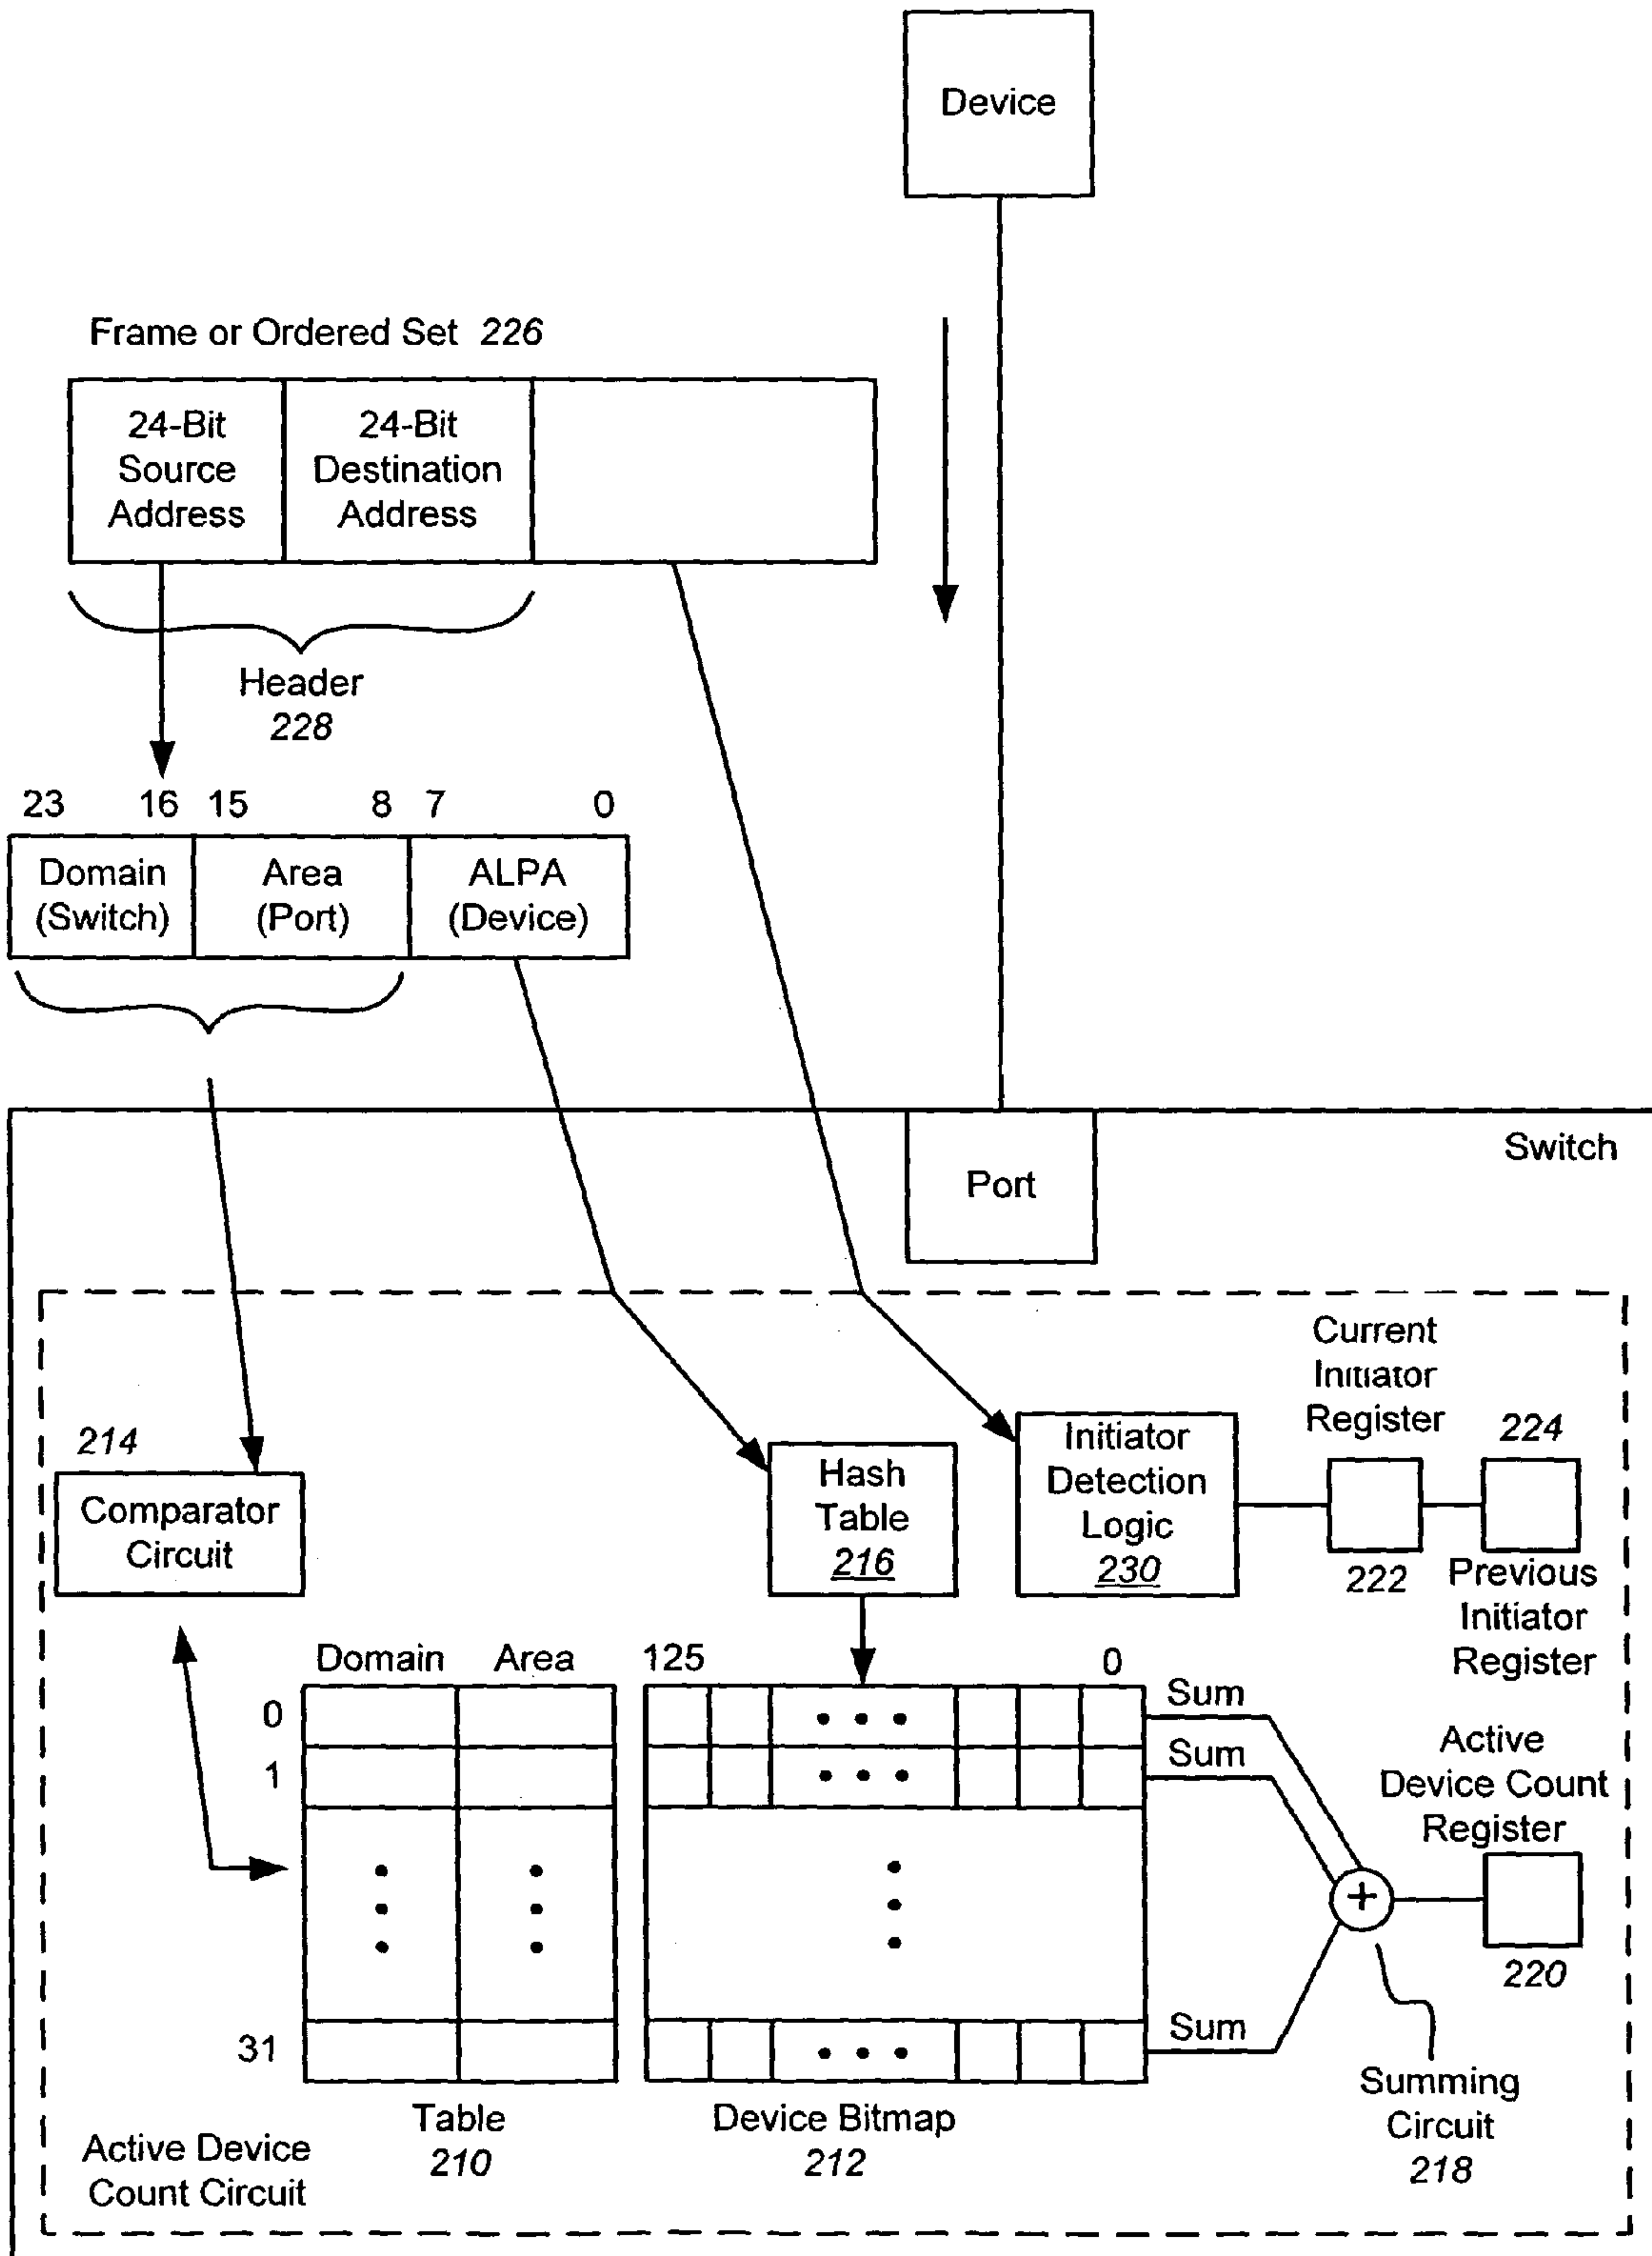 Device
Frame or Ordered Set 226
24-Bit
Source
Address
24-Bit
Destination
Address
Header
228
23 16 15 8 7 0
Domain
(Switch)
Area
(Port)
ALPA
(Device)
Switch
Port
Current
Initiator
Register
214
Comparator
Circuit
Hash
Table
216
Initiator
Detection
Logic
230
222
224
Previous
Initiator
Register
Domain Area
125 0
0
1
31
Sum
Sum
Sum
+
Active
Device Count
Register
220
Summing
Circuit
218
Table
210
Device Bitmap
212
Active Device
Count Circuit